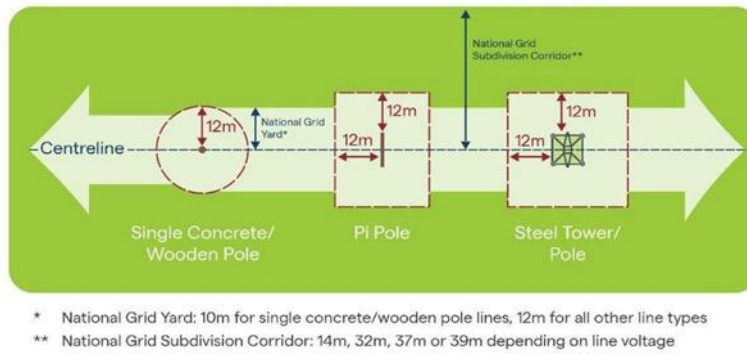 National Grid
Subdivision Corridor**
12m
National Grid
Yard*
12m
12m
12m
12m
Centreline
Single Concrete/
Wooden Pole
Pi Pole
Steel Tower/
Pole
* National Grid Yard: 10m for single concrete/wooden pole lines, 12m for all other line types
** National Grid Subdivision Corridor: 14m, 32m, 37m or 39m depending on line voltage